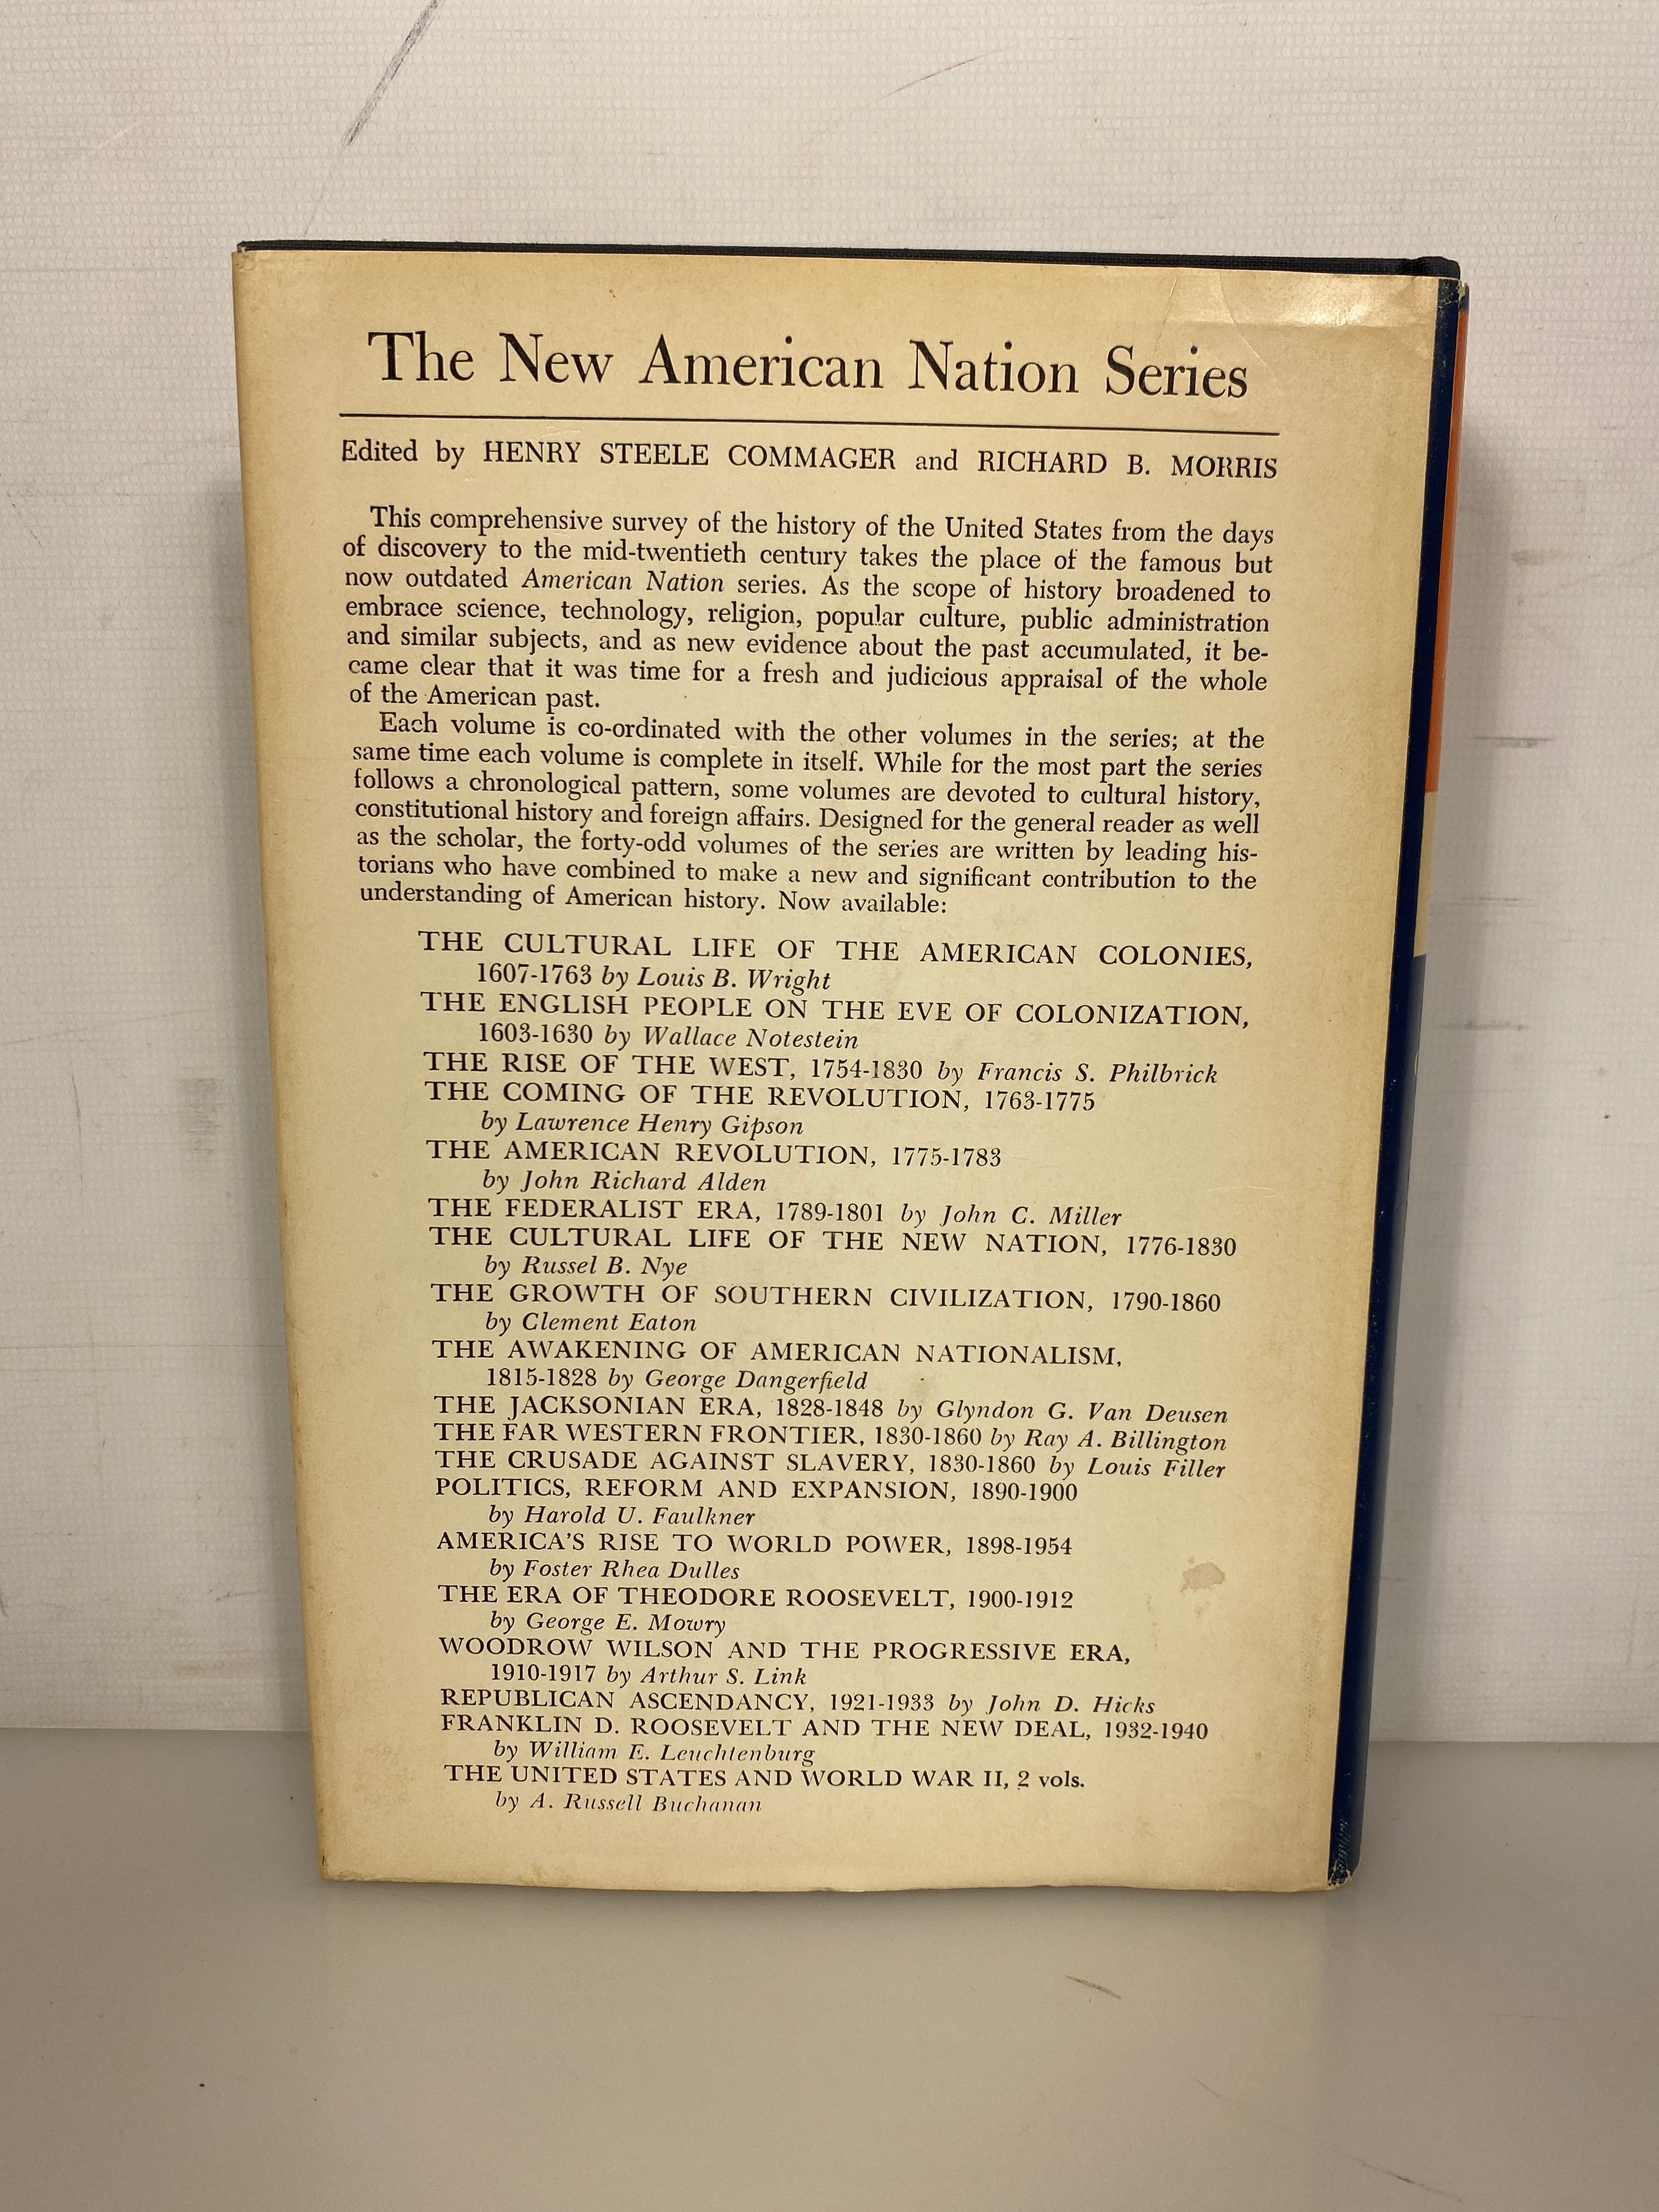 The New American Nation Series
Edited by HENRY STEELE COMMAGER and RICHARD B. MORRIS
This comprehensive survey of the history of the United States from the days
of discovery to the mid-twentieth century takes the place of the famous but
now outdated American Nation series. As the scope of history broadened to
embrace science, technology, religion, popular culture, public administration
and similar subjects, and as new evidence about the past accumulated, it be-
came clear that it was time for a fresh and judicious appraisal of the whole
of the American past.
Each volume is co-ordinated with the other volumes in the series; at the
same time each volume is complete in itself. While for the most part the series
follows a chronological pattern, some volumes are devoted to cultural history,
constitutional history and foreign affairs. Designed for the general reader as well
as the scholar, the forty-odd volumes of the series are written by leading his-
torians who have combined to make a new and significant contribution to the
understanding of American history. Now available:
THE CULTURAL LIFE OF THE AMERICAN COLONIES,
1607-1763 by Louis B. Wright
THE ENGLISH PEOPLE ON THE EVE OF COLONIZATION,
1603-1630 by Wallace Notestein
THE RISE OF THE WEST, 1754-1830 by Francis S. Philbrick
THE COMING OF THE REVOLUTION, 1763-1775
by Lawrence Henry Gipson
THE AMERICAN REVOLUTION, 1775-1783
by John Richard Alden
THE FEDERALIST ERA, 1789-1801 by John C. Miller
THE CULTURAL LIFE OF THE NEW NATION, 1776-1830
by Russel B. Nye
THE GROWTH OF SOUTHERN CIVILIZATION, 1790-1860
by Clement Eaton
THE AWAKENING OF AMERICAN NATIONALISM,
1815-1828 by George Dangerfield
THE JACKSONIAN ERA, 1828-1848 by Glyndon G. Van Deusen
THE FAR WESTERN FRONTIER, 1830-1860 by Ray A. Billington
THE CRUSADE AGAINST SLAVERY, 1830-1860 by Louis Filler
POLITICS, REFORM AND EXPANSION, 1890-1900
by Harold U. Faulkner
AMERICA'S RISE TO WORLD POWER, 1898-1954
by Foster Rhea Dulles
THE ERA OF THEODORE ROOSEVELT, 1900-1912
by George E. Mowry
WOODROW WILSON AND THE PROGRESSIVE ERA,
1910-1917 by Arthur S. Link
REPUBLICAN ASCENDANCY, 1921-1933 by John D. Hicks
FRANKLIN D. ROOSEVELT AND THE NEW DEAL, 1932-1940
by William E. Leuchtenburg
THE UNITED STATES AND WORLD WAR II, 2 vols.
by A. Russell Buchanan